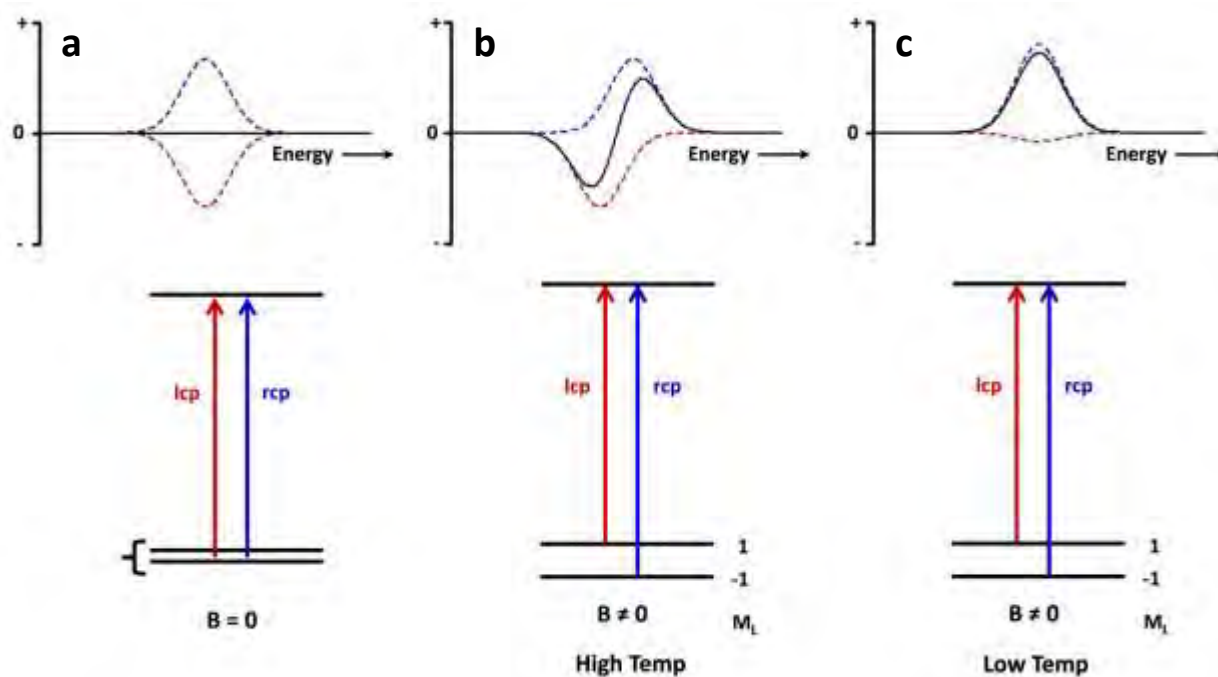 a
+
0
-
Energy
lcp
rcp
B = 0
b
+
0
-
Energy
lcp
rcp
1
-1
B ≠ 0
M_L
High Temp
c
+
0
-
Energy
lcp
rcp
1
-1
B ≠ 0
M_L
Low Temp